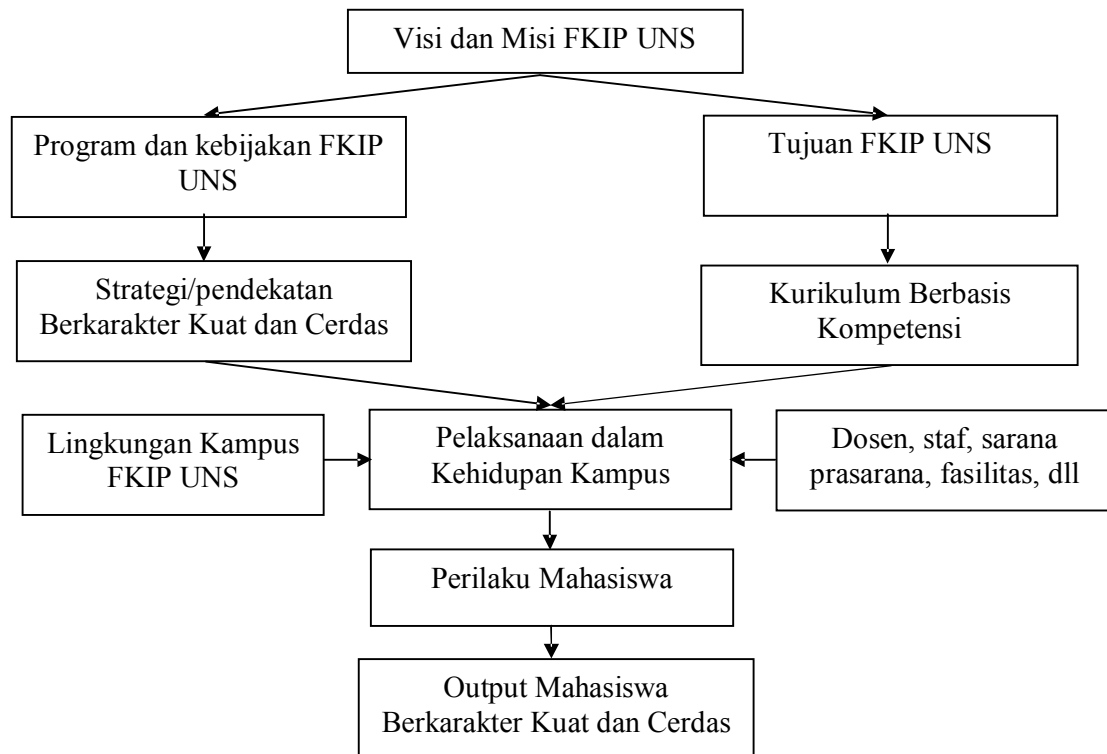 Visi dan Misi FKIP UNS
Program dan kebijakan FKIP
UNS
Tujuan FKIP UNS
Strategi/pendekatan
Berkarakter Kuat dan Cerdas
Kurikulum Berbasis
Kompetensi
Lingkungan Kampus
FKIP UNS
Pelaksanaan dalam
Kehidupan Kampus
Dosen, staf, sarana
prasarana, fasilitas, dll
Perilaku Mahasiswa
Output Mahasiswa
Berkarakter Kuat dan Cerdas